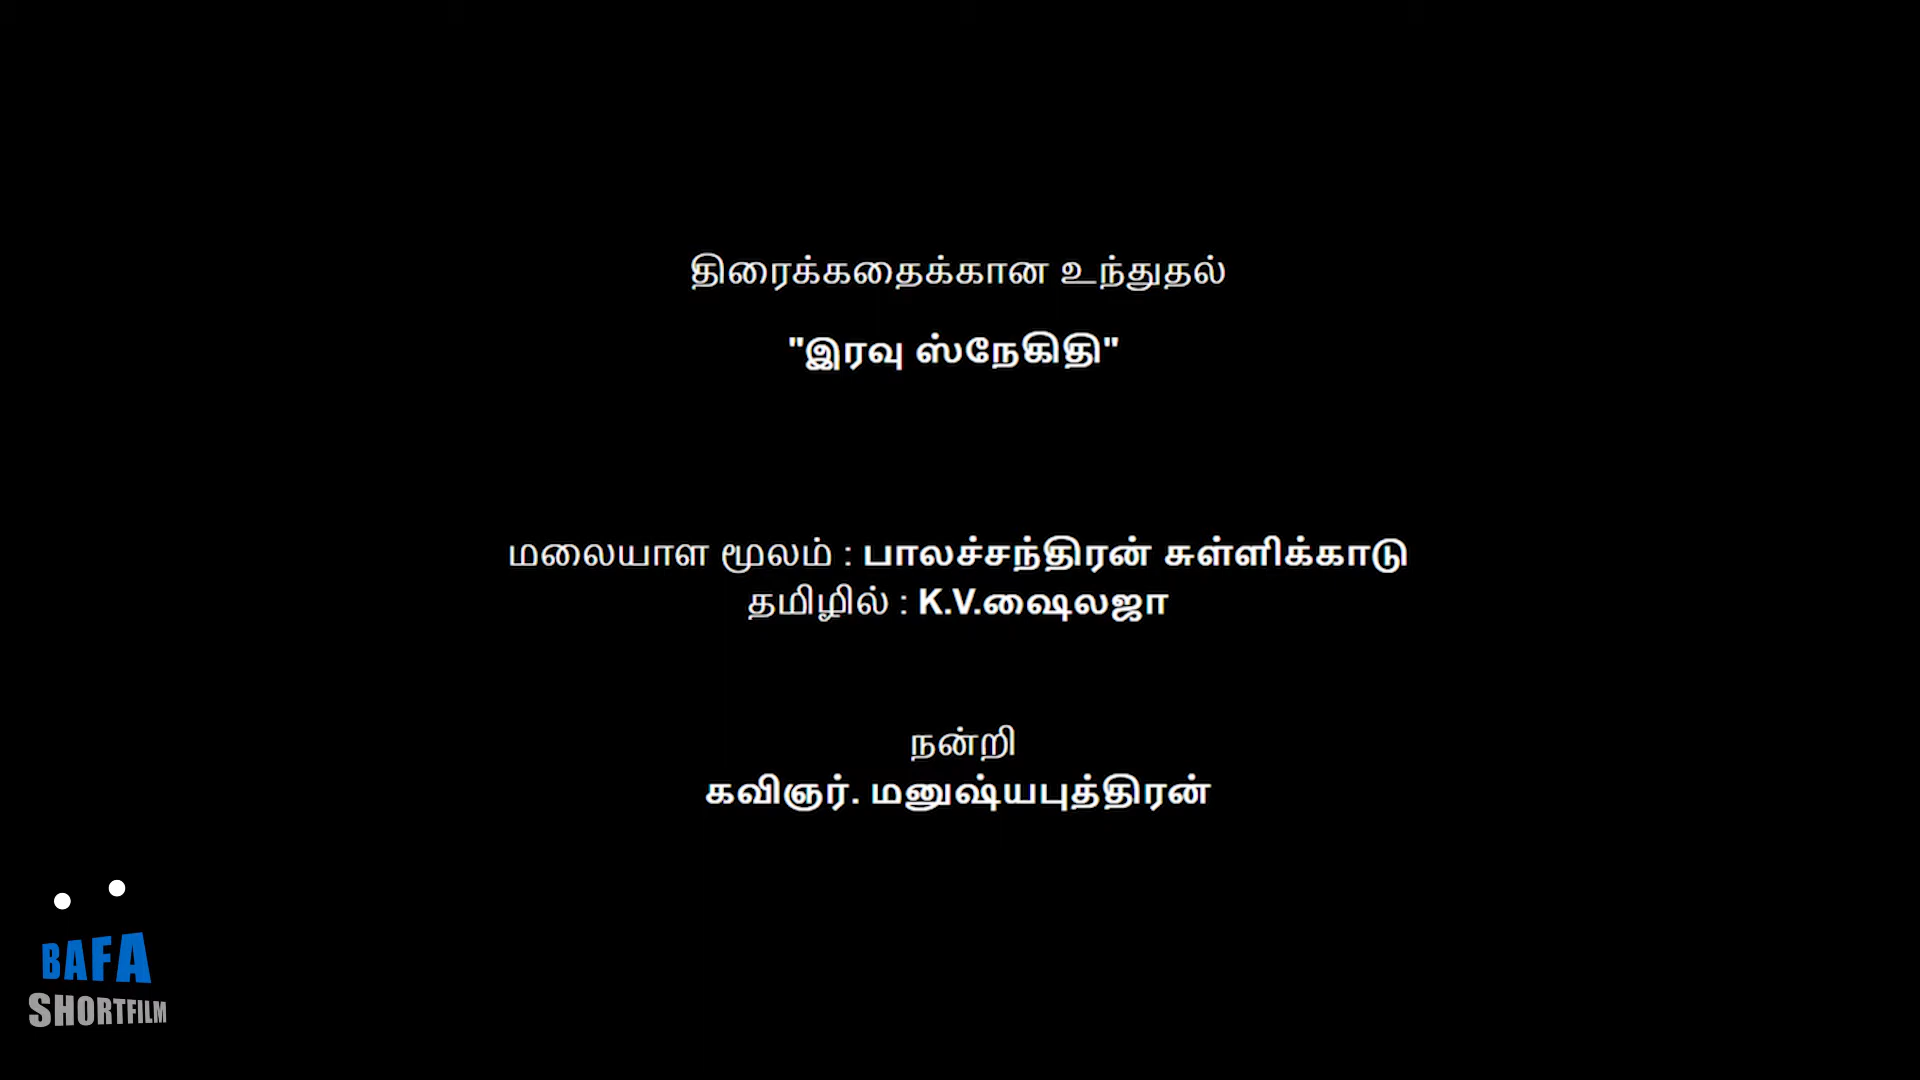 திரைக்கதைக்கான உந்துதல்
"இரவு ஸ்நேகிதி"
மலையாள மூலம் : பாலச்சந்திரன் சுள்ளிக்காடு
தமிழில் : K.V.ஷைலஜா
நன்றி
கவிஞர். மனுஷ்யபுத்திரன்
BAFA
SHORTFILM